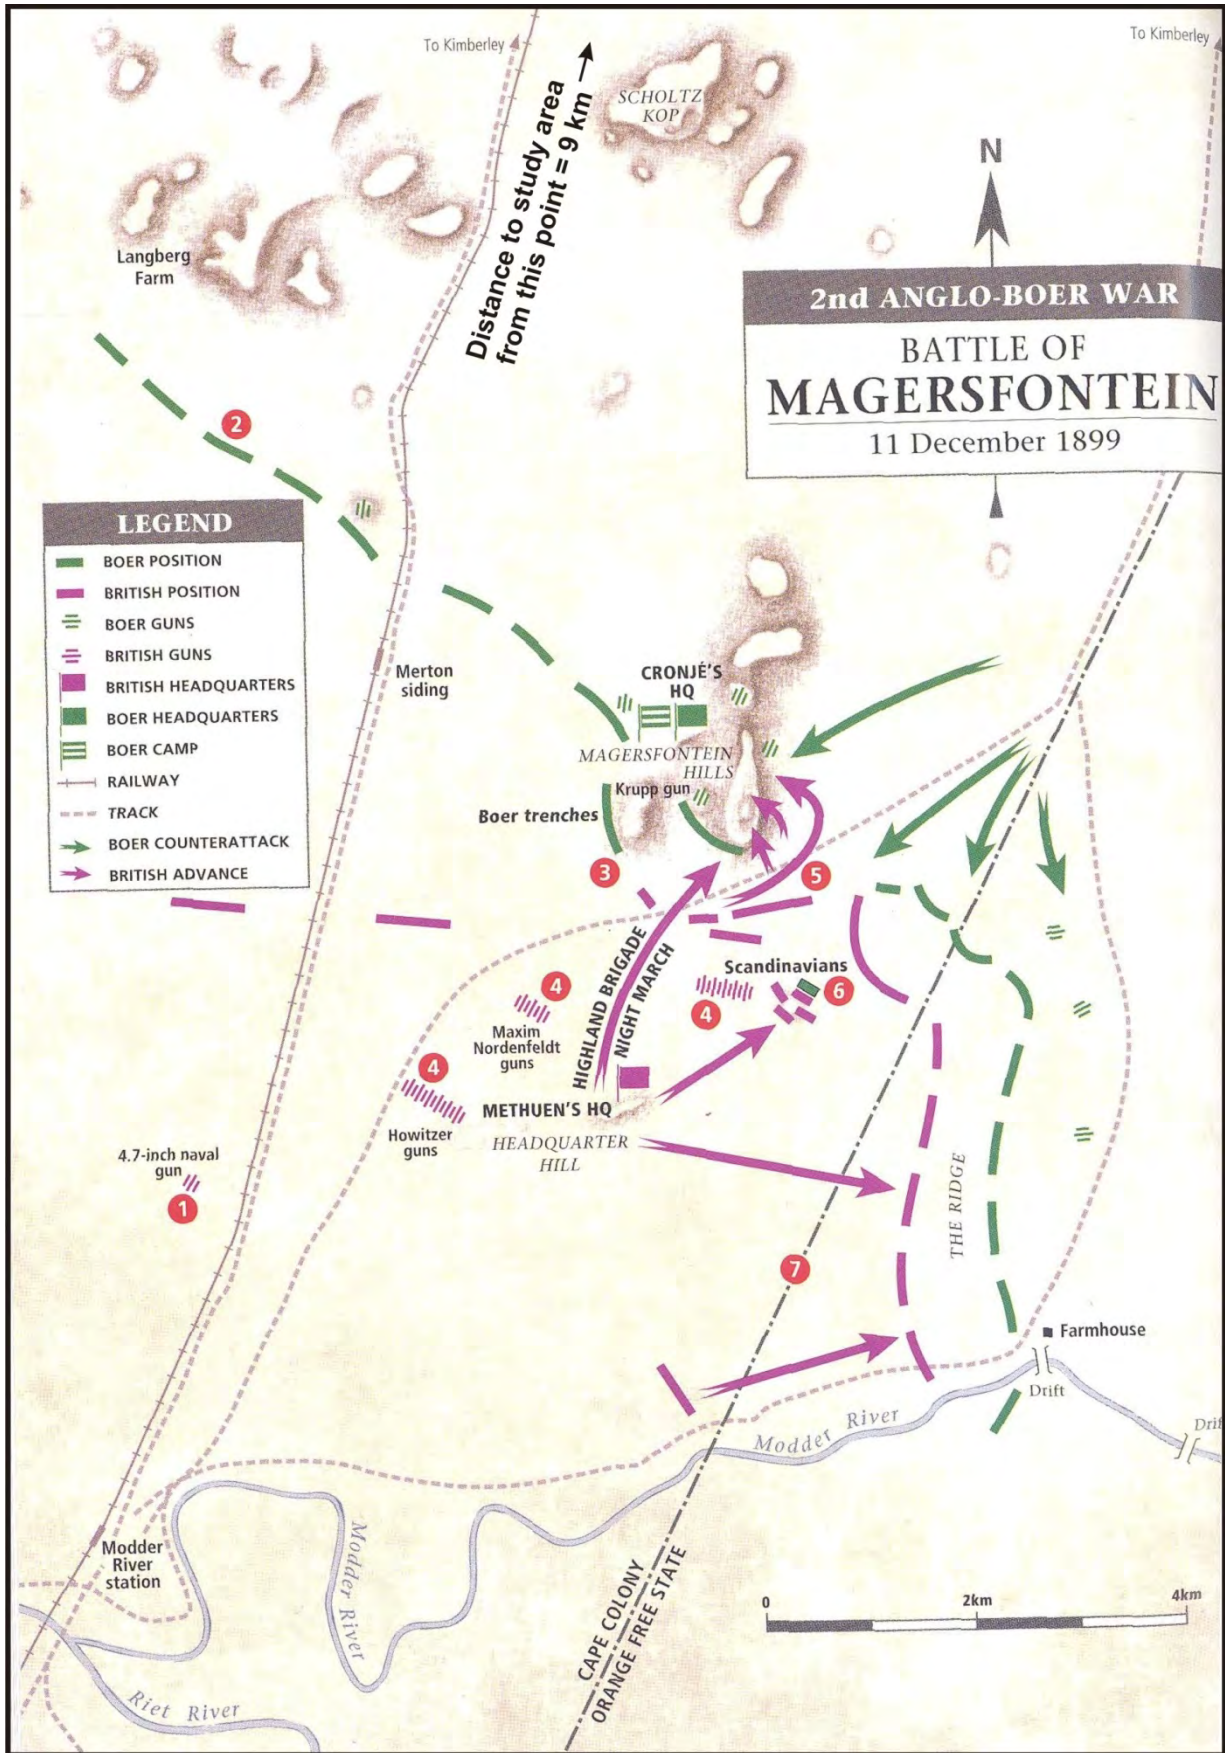 To Kimberley
To Kimberley
Distance to study area
from this point = 9 km
SCHOLTZ
KOP
N
Langberg
Farm
2nd ANGLO-BOER WAR
BATTLE OF
MAGERSFONTEIN
11 December 1899
2
LEGEND
BOER POSITION
BRITISH POSITION
BOER GUNS
BRITISH GUNS
BRITISH HEADQUARTERS
BOER HEADQUARTERS
BOER CAMP
RAILWAY
TRACK
BOER COUNTERATTACK
BRITISH ADVANCE
Merton
siding
CRONJÉ'S
HQ
MAGERSFONTEIN
HILLS
Krupp gun
Boer trenches
3
5
HIGHLAND BRIGADE
NIGHT MARCH
Scandinavians
4
4
6
Maxim
Nordenfeldt
guns
4
METHUEN'S HQ
Howitzer
guns
HEADQUARTER
HILL
4.7-inch naval
gun
1
THE RIDGE
7
Farmhouse
Drift
Modder River
Modder
River
station
Modder River
CAPE COLONY
ORANGE FREE STATE
0
2km
4km
Riet River